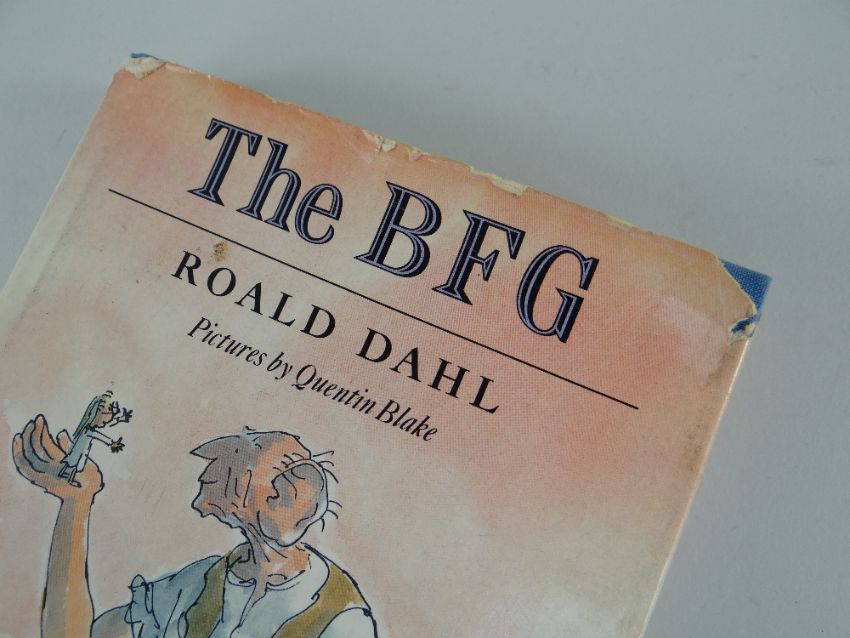 The BFG
ROALD DAHL
Pictures by Quentin Blake